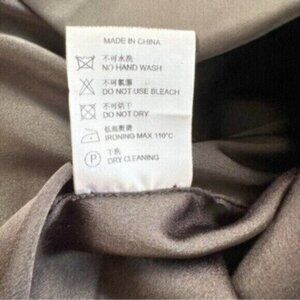 MADE IN CHINA
不可水洗
NO HAND WASH
不可氯漂
DO NOT USE BLEACH
不可烘干
DO NOT DRY
低温熨烫
IRONING MAX 110°C
干洗
P DRY CLEANING